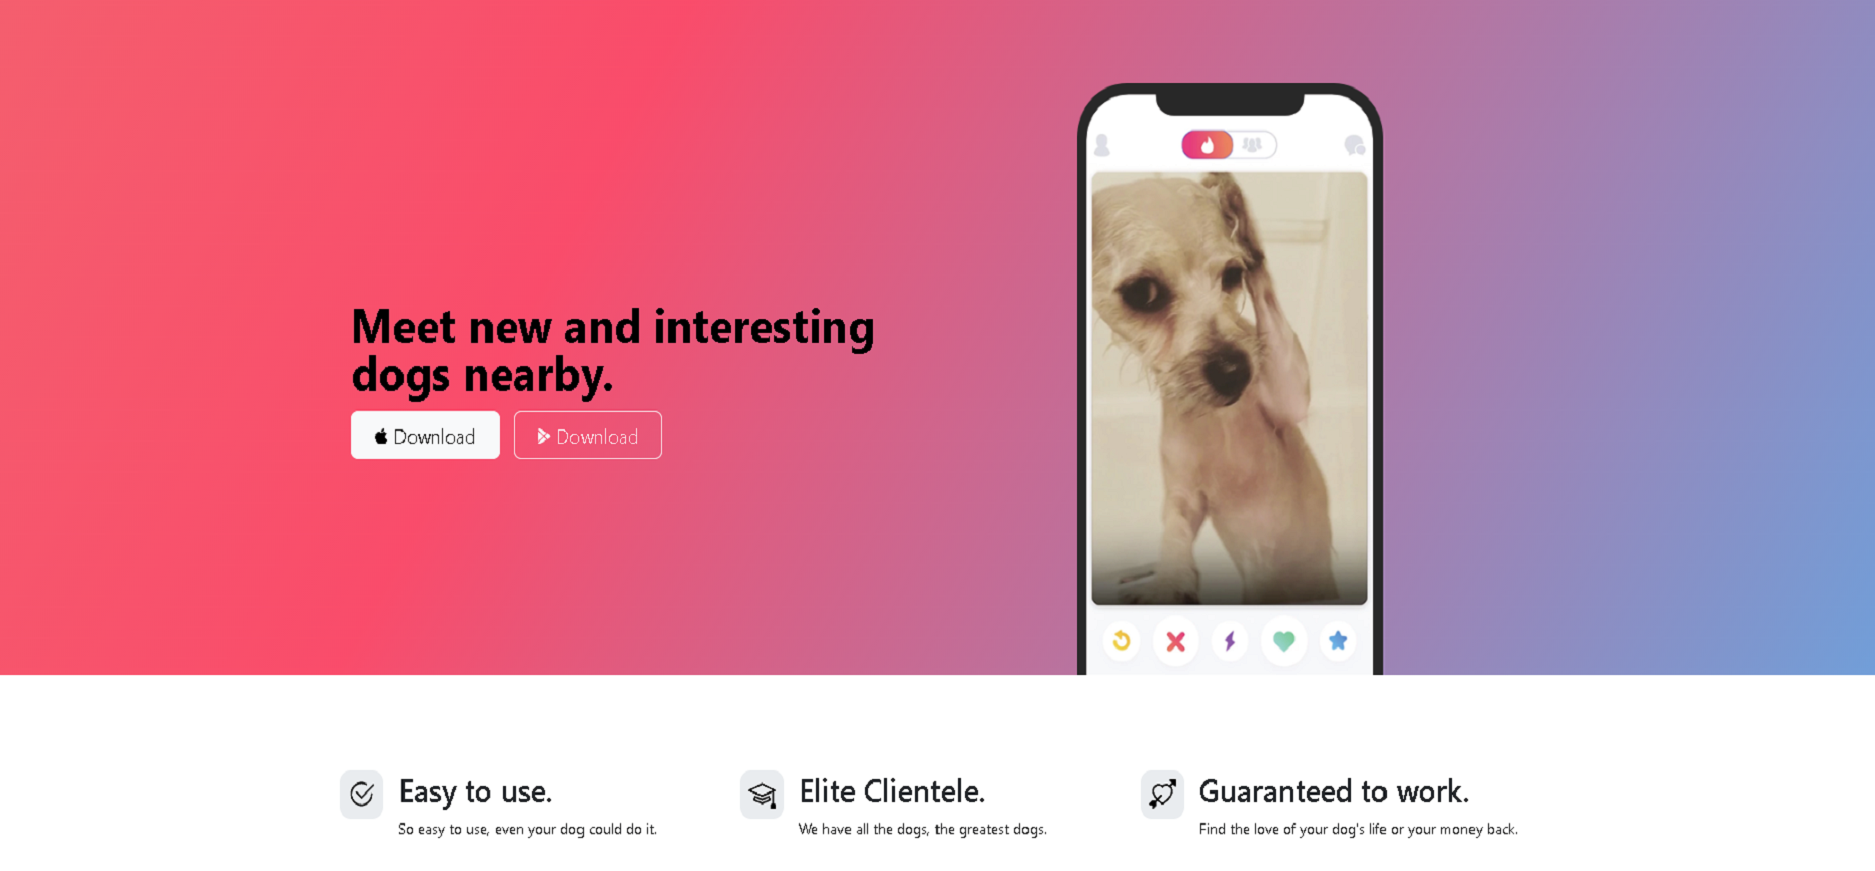 Meet new and interesting
dogs nearby.
Download
Download
Easy to use.
So easy to use, even your dog could do it.
Elite Clientele.
We have all the dogs, the greatest dogs.
Guaranteed to work.
Find the love of your dog's life or your money back.